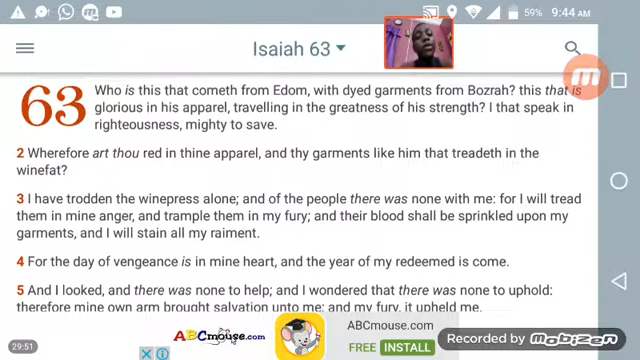 59% 9:44 AM
Isaiah 63
63 Who is this that cometh from Edom, with dyed garments from Bozrah? this that is
glorious in his apparel, travelling in the greatness of his strength? I that speak in
righteousness, mighty to save.
2 Wherefore art thou red in thine apparel, and thy garments like him that treadeth in the
winefat?
3 I have trodden the winepress alone; and of the people there was none with me: for I will tread
them in mine anger, and trample them in my fury; and their blood shall be sprinkled upon my
garments, and I will stain all my raiment.
4 For the day of vengeance is in mine heart, and the year of my redeemed is come.
5 And I looked, and there was none to help; and I wondered that there was none to uphold:
therefore mine own arm brought salvation unto me; and my fury, it upheld me.
29:51
ABCmouse.com
ABCmouse.com
FREE INSTALL
Recorded by
Mobizen